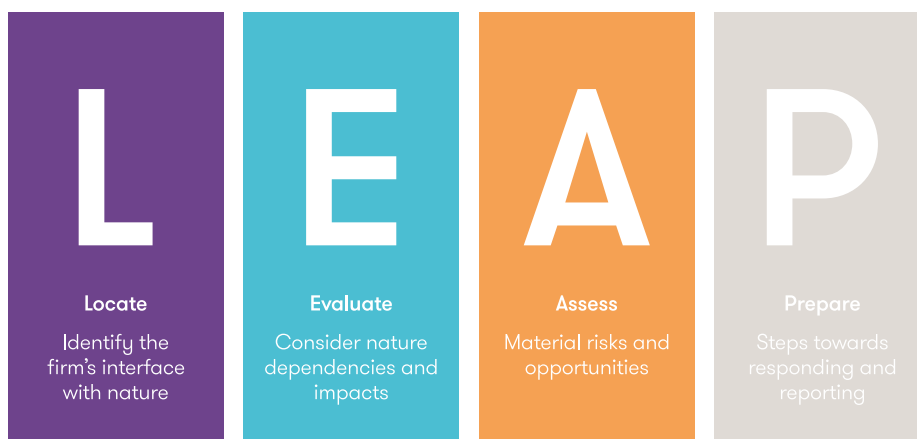 L
Locate
Identify the
firm's interface
with nature
E
Evaluate
Consider nature
dependencies and
impacts
A
Assess
Material risks and
opportunities
P
Prepare
Steps towards
responding and
reporting